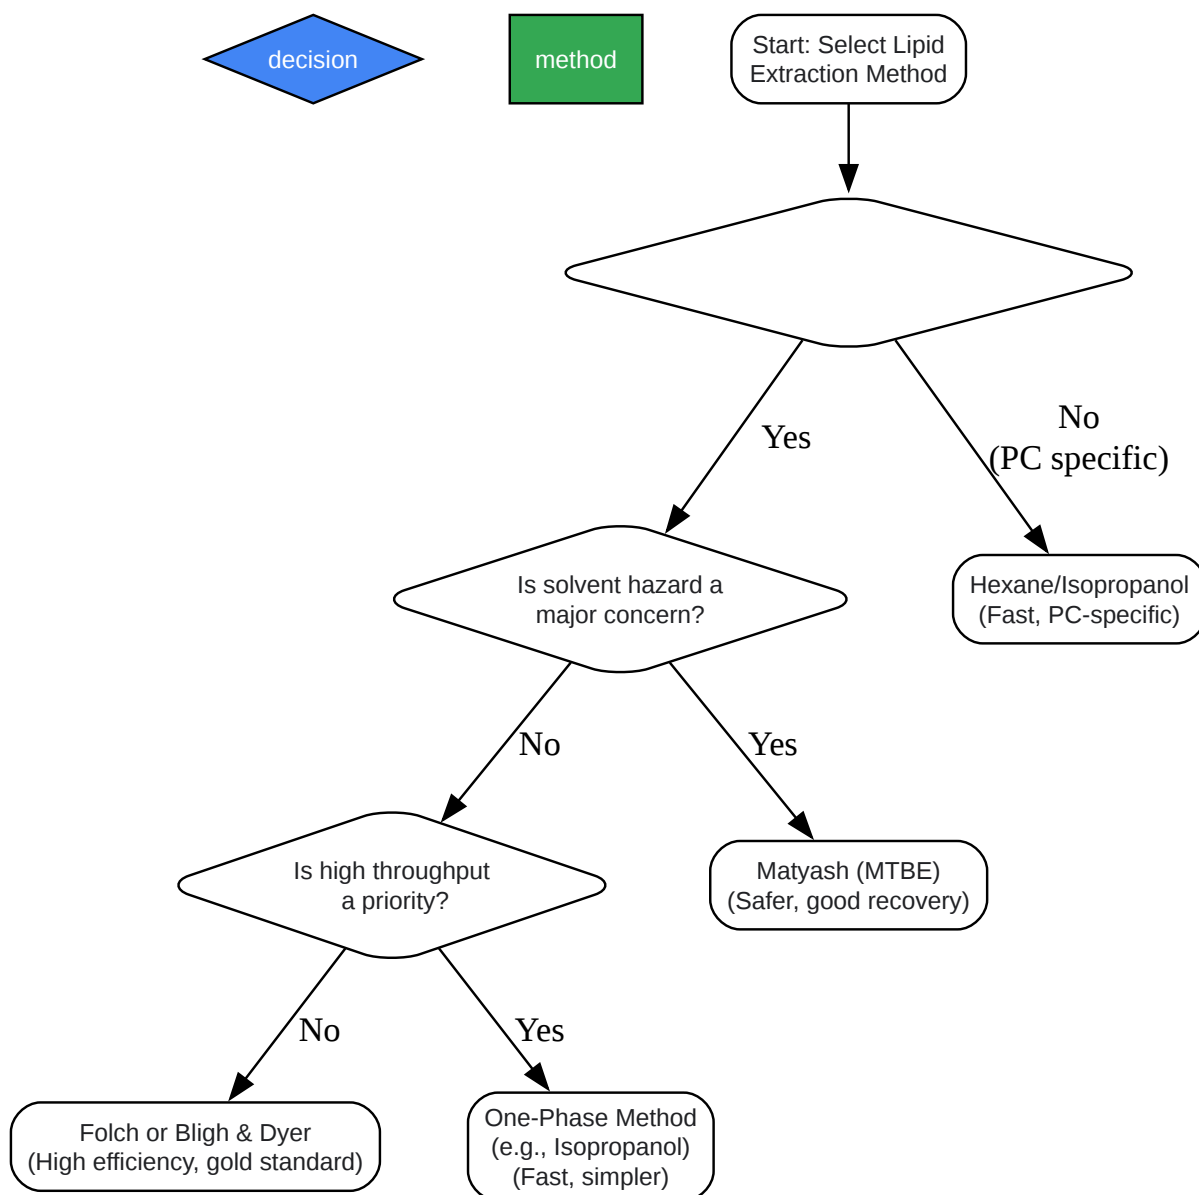 decision
method
Start: Select Lipid
Extraction Method
Yes
No
(PC specific)
Is solvent hazard a
major concern?
Hexane/Isopropanol
(Fast, PC-specific)
No
Yes
Is high throughput
a priority?
Matyash (MTBE)
(Safer, good recovery)
No
Yes
Folch or Bligh & Dyer
(High efficiency, gold standard)
One-Phase Method
(e.g., Isopropanol)
(Fast, simpler)